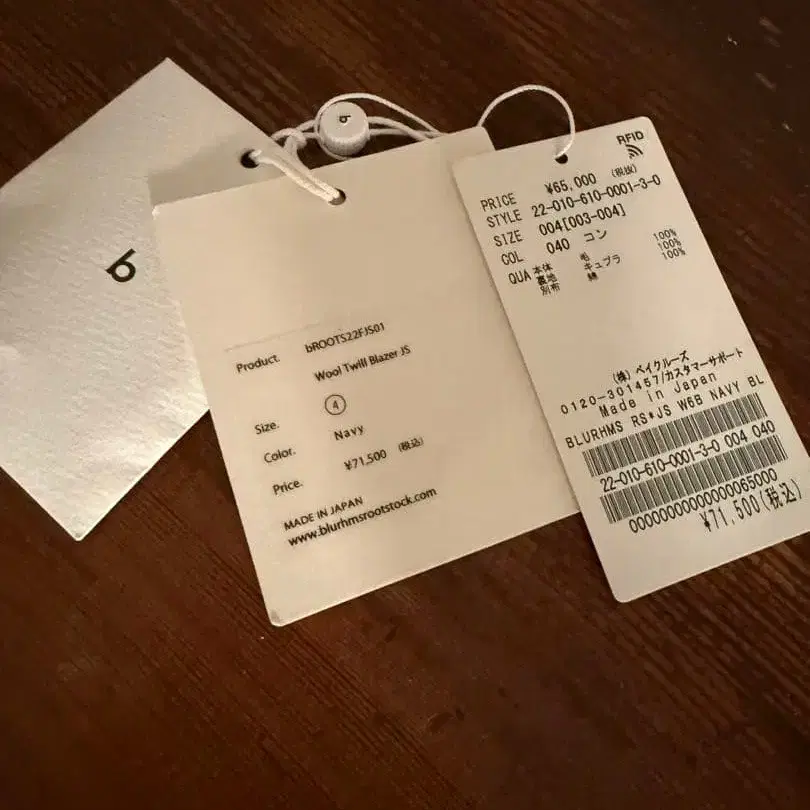 b
b
Product. bROOTS22FJS01
Wool Twill Blazer JS
Size. 4
Color. Navy
Price. ¥71,500 (税込)
MADE IN JAPAN
www.blurhmsrootstock.com
RFID
PRICE ¥65,000 (税抜)
STYLE 22-010-610-0001-3-0
SIZE 004[003-004]
COL 040 コン
QUA 本体 毛 100%
裏地 キュプラ 100%
別布 綿 100%
(株) ベイクルーズ
0120-301457/カスタマーサポート
Made in Japan
BLURHMS RS*JS W6B NAVY BL
22-010-610-0001-3-0 004 040
0000000000000065000
¥71,500(税込)